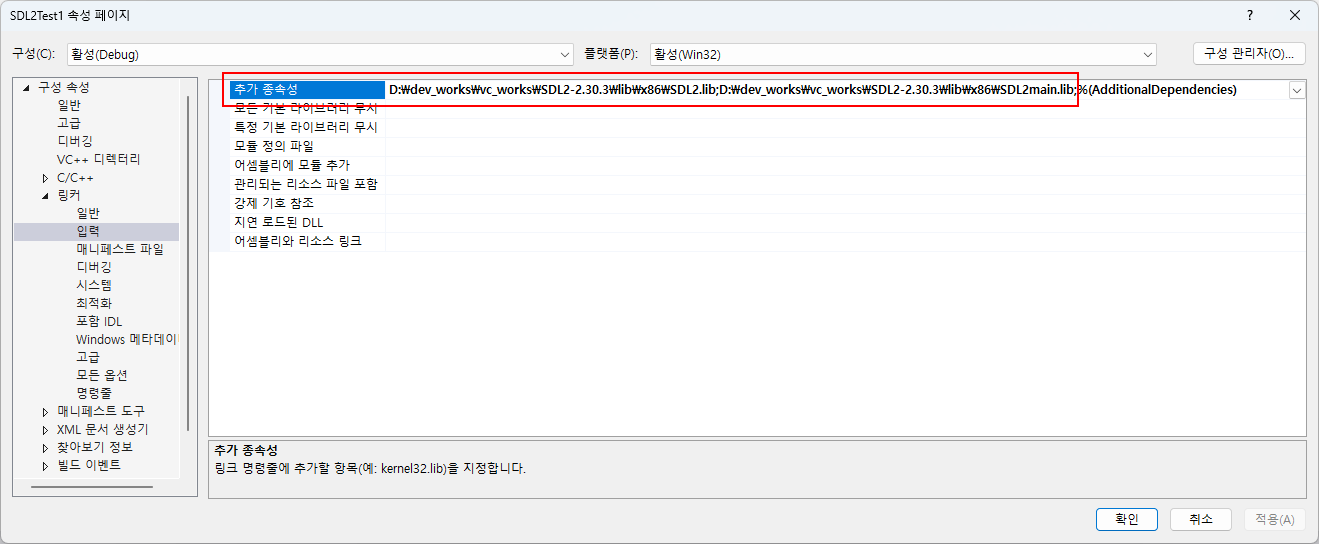 SDL2Test1 속성 페이지
구성(C): 활성(Debug) 플랫폼(P): 활성(Win32) 구성 관리자(O)...
구성 속성
일반
고급
디버깅
VC++ 디렉터리
C/C++
링커
일반
입력
매니페스트 파일
디버깅
시스템
최적화
포함 IDL
Windows 메타데이
고급
모든 옵션
명령줄
매니페스트 도구
XML 문서 생성기
찾아보기 정보
빌드 이벤트
추가 종속성 D:₩dev_works₩vc_works₩SDL2-2.30.3₩lib₩x86₩SDL2.lib;D:₩dev_works₩vc_works₩SDL2-2.30.3₩lib₩x86₩SDL2main.lib;%(AdditionalDependencies)
모든 기본 라이브러리 무시
특정 기본 라이브러리 무시
모듈 정의 파일
어셈블리에 모듈 추가
관리되는 리소스 파일 포함
강제 기호 참조
지연 로드된 DLL
어셈블리와 리소스 링크
추가 종속성
링크 명령줄에 추가할 항목(예: kernel32.lib)을 지정합니다.
확인 취소 적용(A)